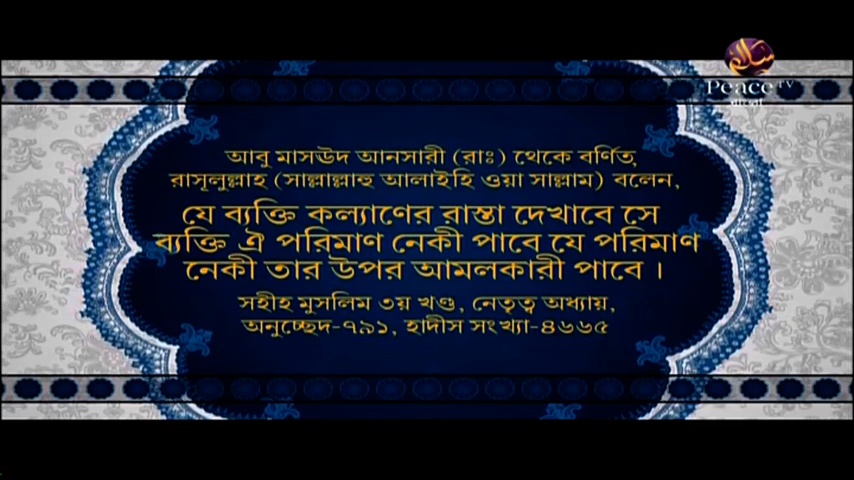 سلام
Peace TV
বাংলা
আবু মাসঊদ আনসারী (রাঃ) থেকে বর্ণিত,
রাসূলুল্লাহ (সাল্লাল্লাহু আলাইহি ওয়া সাল্লাম) বলেন,
যে ব্যক্তি কল্যাণের রাস্তা দেখাবে সে
ব্যক্তি ঐ পরিমাণ নেকী পাবে যে পরিমাণ
নেকী তার উপর আমলকারী পাবে ।
সহীহ মুসলিম ৩য় খণ্ড, নেতৃত্ব অধ্যায়,
অনুচ্ছেদ-৭৯১, হাদীস সংখ্যা-৪৬৬৫